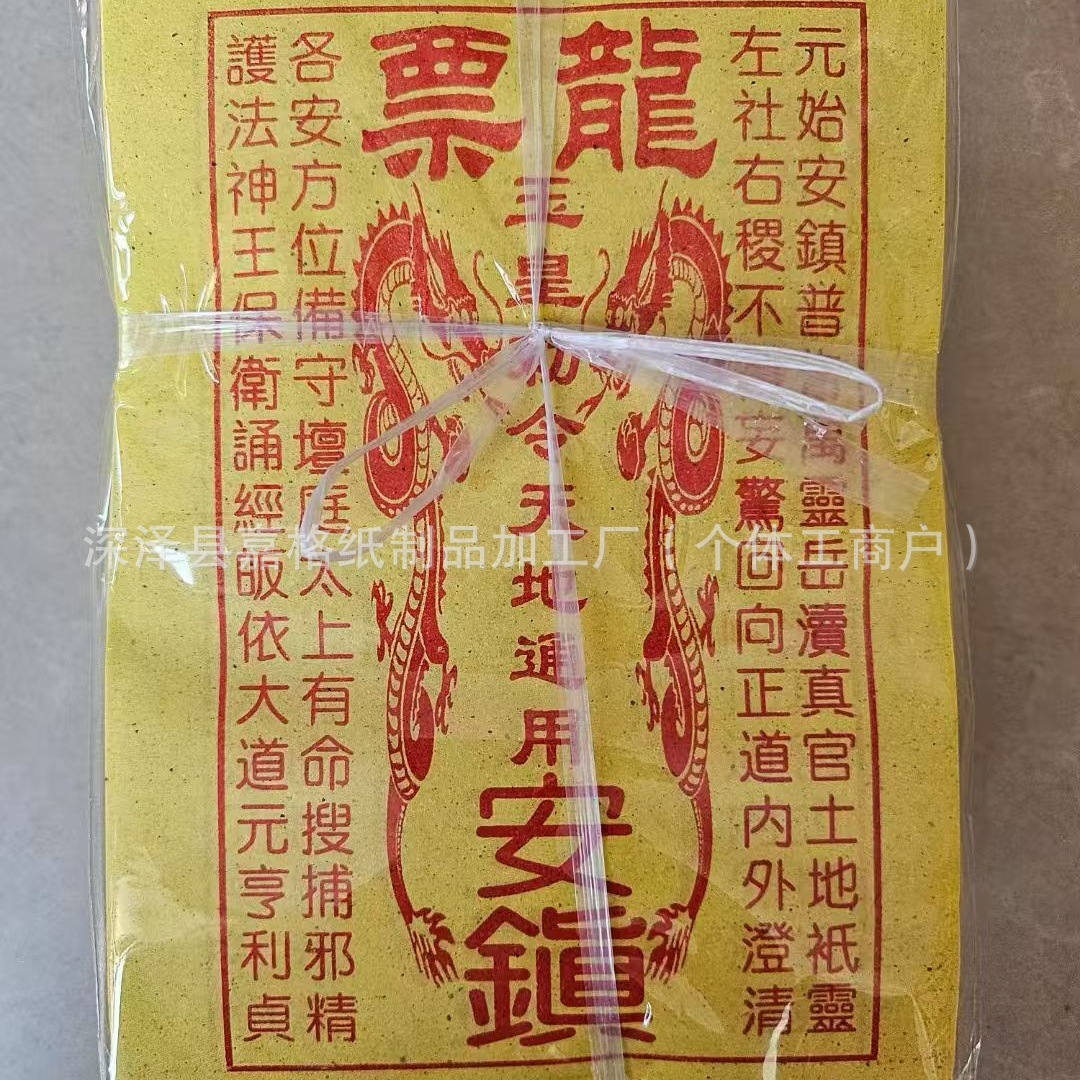 龍票
元始安鎮普萬靈岳瀆真官土地祇靈
左社右稷不妄驚回向正道內外澄清
玉皇令天地通用
安鎮
各安方位備守壇庭太上有命搜捕邪精
護法神王保衛誦經皈依大道元亨利貞
深泽县格纸制品加工厂（个体工商户）